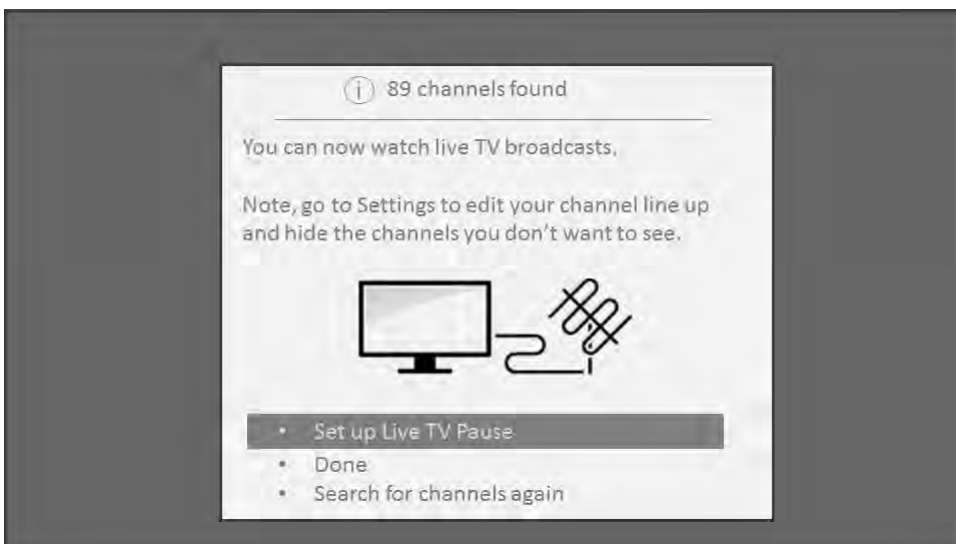 i 89 channels found
You can now watch live TV broadcasts,
Note, go to Settings to edit your channel line up
and hide the channels you don't want to see.
• Set up Live TV Pause
• Done
• Search for channels again